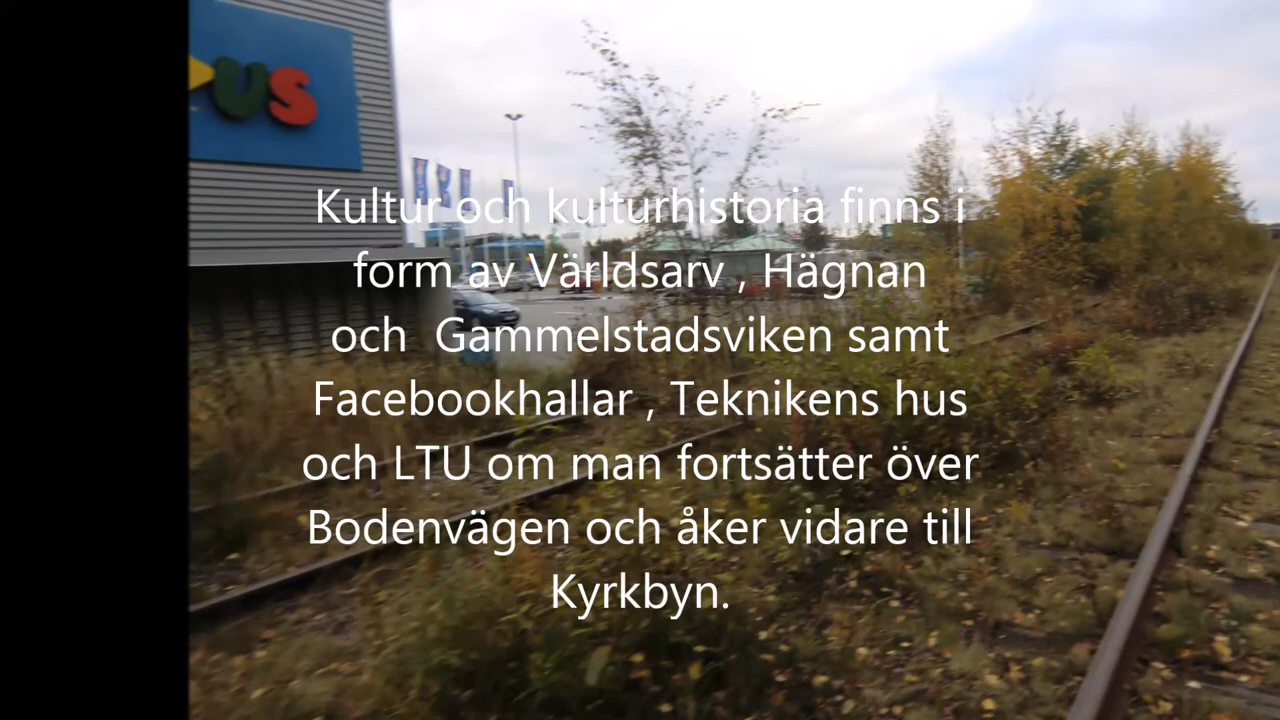 US
Kultur och kulturhistoria finns i
form av Världsarv , Hägnan
och  Gammelstadsviken samt
Facebookhallar , Teknikens hus
och LTU om man fortsätter över
Bodenvägen och åker vidare till
Kyrkbyn.